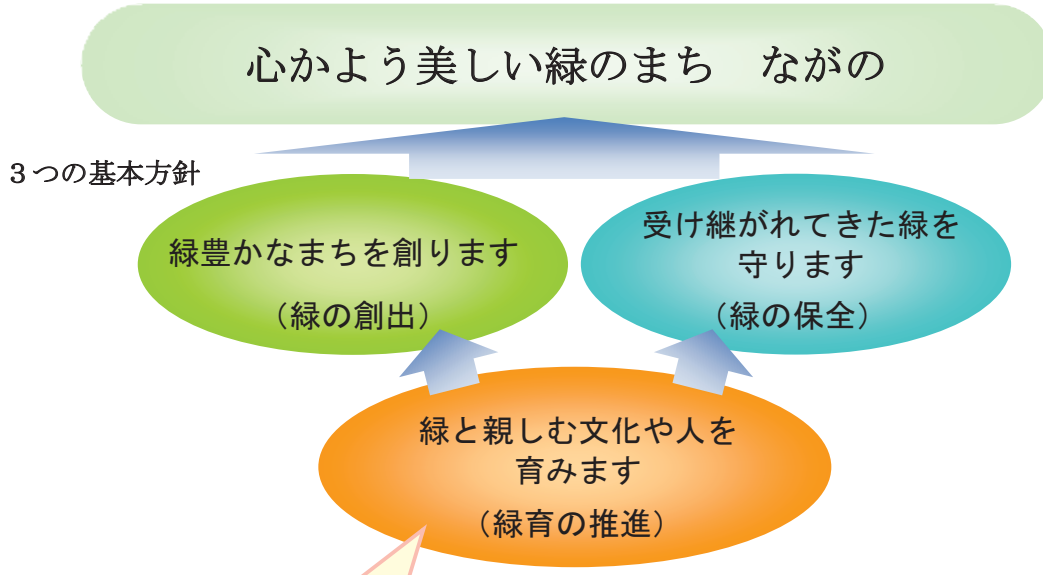 心かよう美しい緑のまち　ながの
３つの基本方針
緑豊かなまちを創ります
（緑の創出）
受け継がれてきた緑を
守ります
（緑の保全）
緑と親しむ文化や人を
育みます
（緑育の推進）